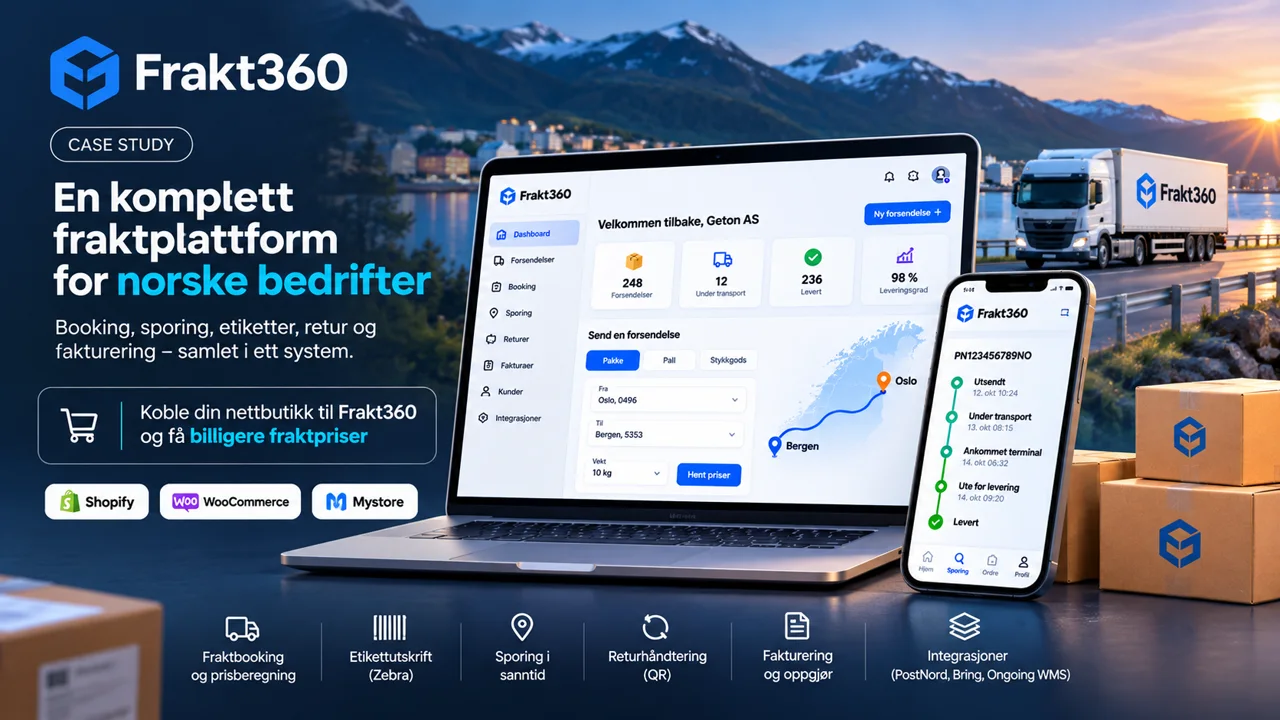 Frakt360
CASE STUDY
En komplett
fraktplattform
for norske bedrifter
Booking, sporing, etiketter, retur og
fakturering – samlet i ett system.
Koble din nettbutikk til Frakt360
og få billigere fraktpriser
Shopify
WOO WooCommerce
Mystore
Frakt360
Dashboard
Forsendelser
Booking
Sporing
Returer
Fakturaer
Kunder
Integrasjoner
Velkommen tilbake, Geton AS
Ny forsendelse +
248
Forsendelser
12
Under transport
236
Levert
98 %
Leveringsgrad
Send en forsendelse
Pakke
Pall
Stykkgods
Fra
Oslo, 0496
Til
Bergen, 5353
Vekt
10 kg
Hent priser
Oslo
Bergen
Frakt360
Frakt360
PN123456789NO
Utsendt
12. okt 10:24
Under transport
13. okt 08:15
Ankommet terminal
14. okt 06:32
Ute for levering
14. okt 09:20
Levert
Hjem
Sporing
Ordre
Profil
Fraktbooking
og prisberegning
Etikettutskrift
(Zebra)
Sporing i
sanntid
Returhåndtering
(QR)
Fakturering
og oppgjør
Integrasjoner
(PostNord, Bring, Ongoing WMS)